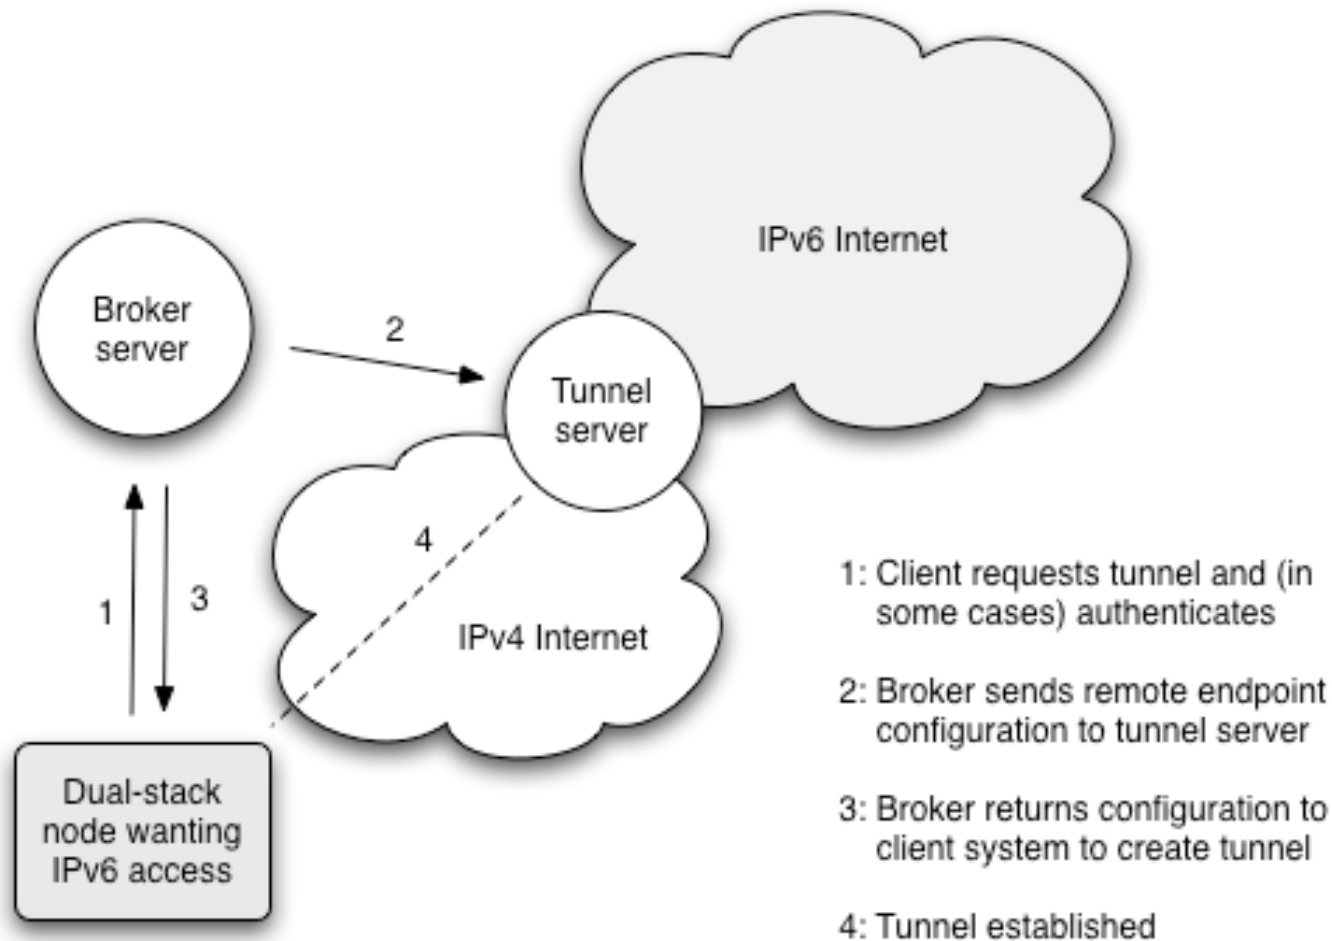 IPv6 Internet
Broker
server
2
Tunnel
server
4
1
3
IPv4 Internet
Dual-stack
node wanting
IPv6 access
1: Client requests tunnel and (in
some cases) authenticates
2: Broker sends remote endpoint
configuration to tunnel server
3: Broker returns configuration to
client system to create tunnel
4: Tunnel established